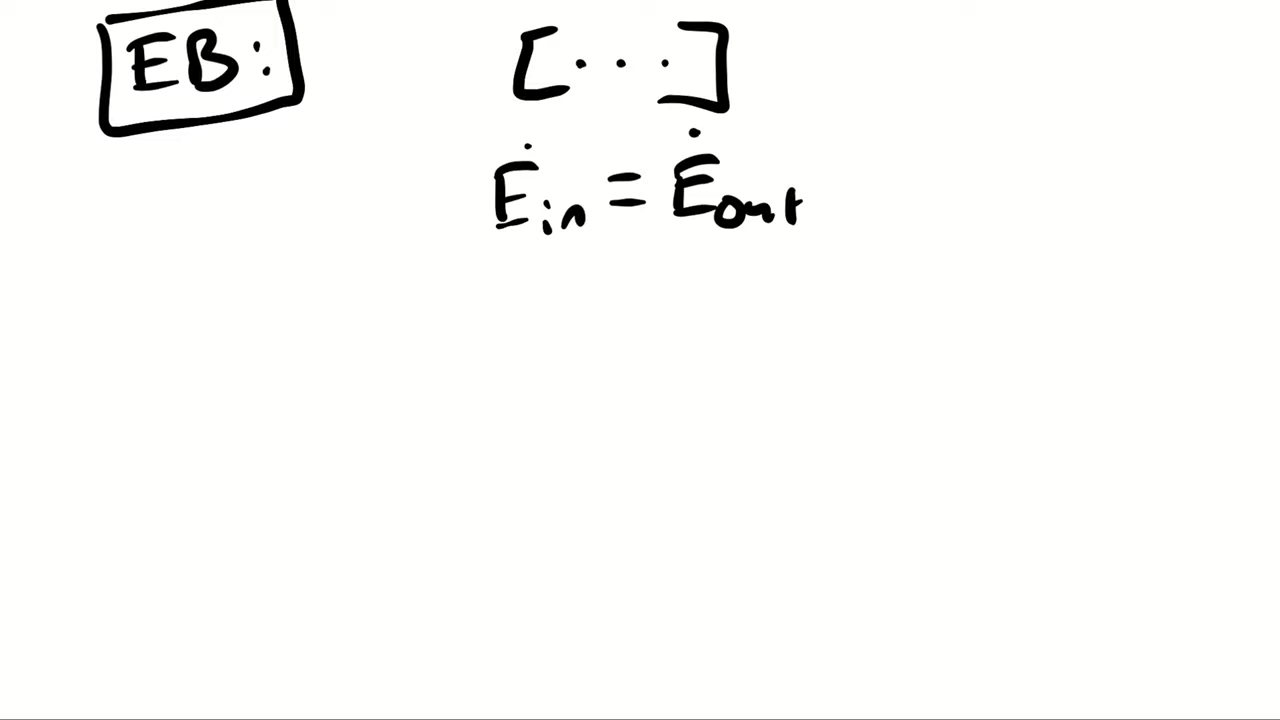 EB: [...]
Ėin = Ėout